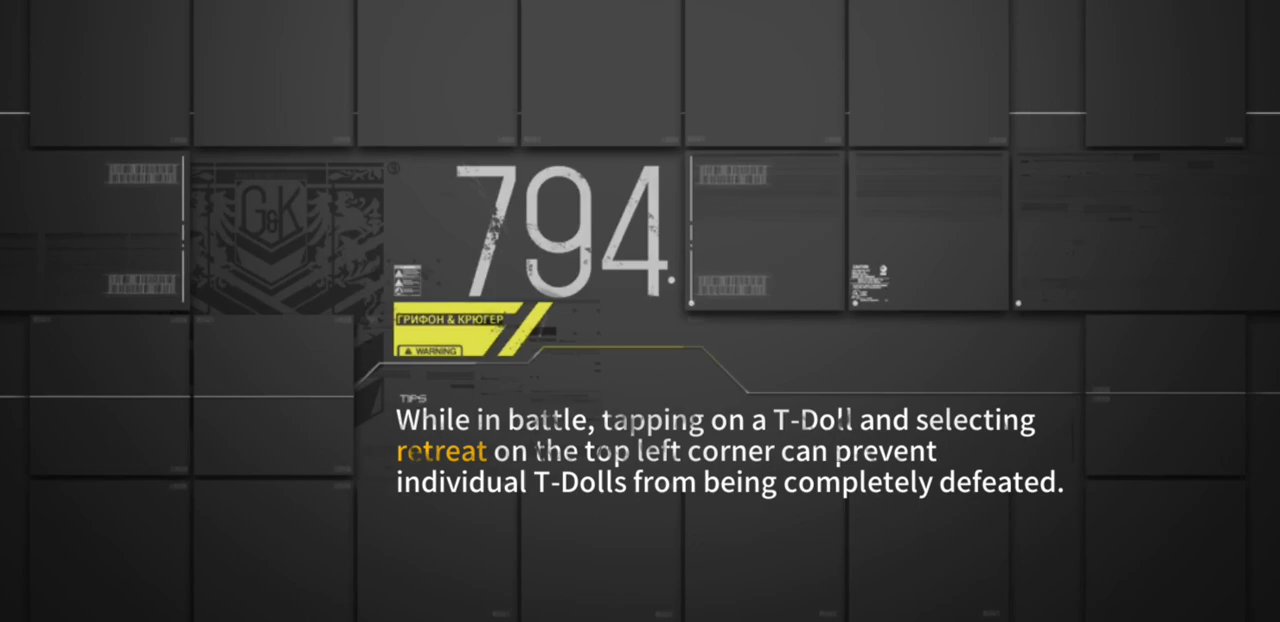 G&K
794.
ГРИФОН & КРЮГЕР
WARNING
TIPS
While in battle, tapping on a T-Doll and selecting
retreat on the top left corner can prevent
individual T-Dolls from being completely defeated.